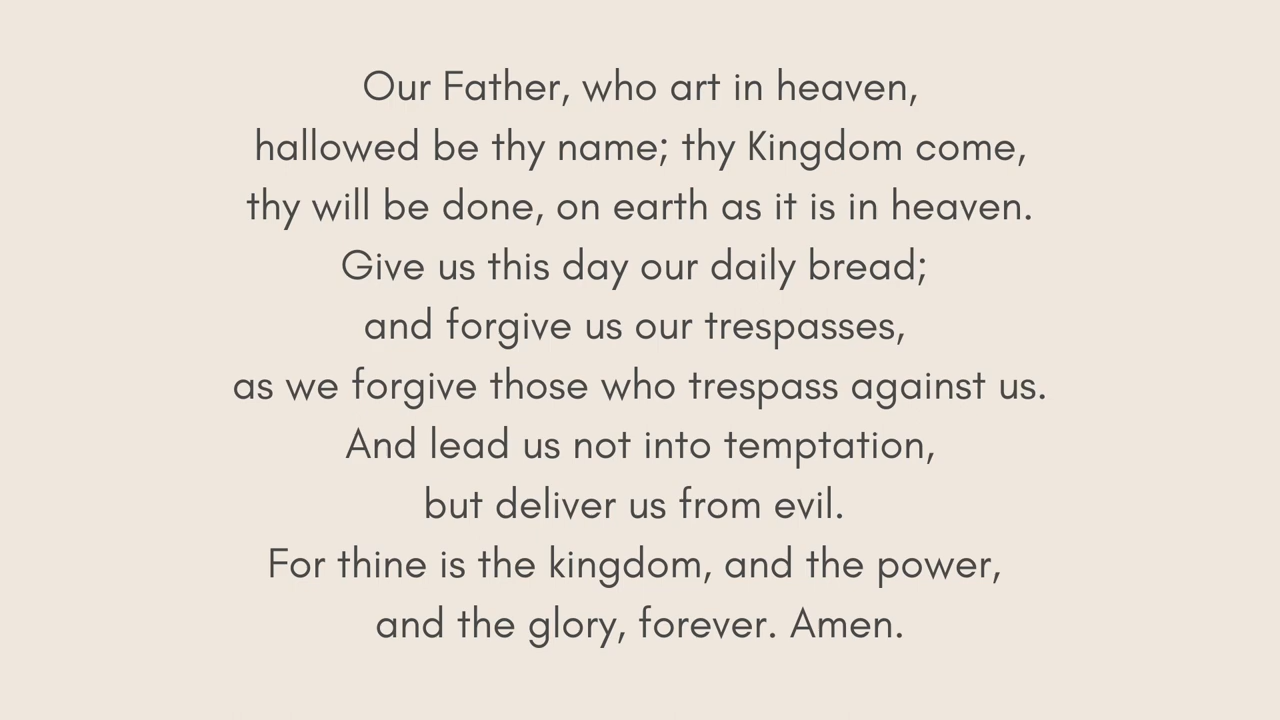 Our Father, who art in heaven,
hallowed be thy name; thy Kingdom come,
thy will be done, on earth as it is in heaven.
Give us this day our daily bread;
and forgive us our trespasses,
as we forgive those who trespass against us.
And lead us not into temptation,
but deliver us from evil.
For thine is the kingdom, and the power,
and the glory, forever. Amen.